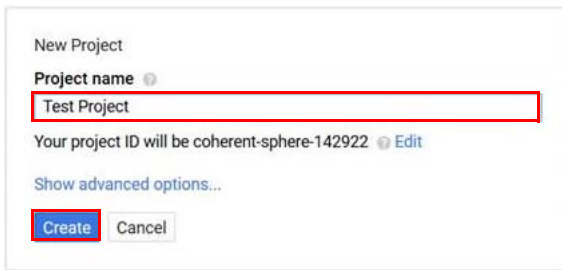 New Project
Project name
Test Project
Your project ID will be coherent-sphere-142922 Edit
Show advanced options...
Create Cancel